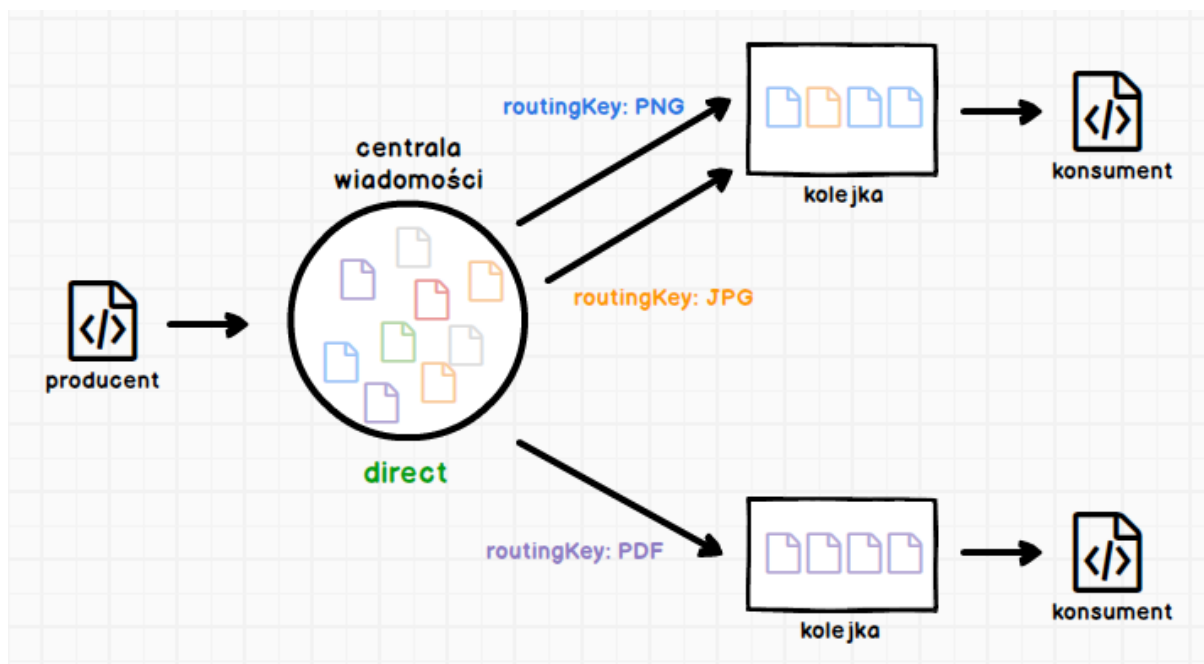 routingKey: PNG
centrala
wiadomości
kolejka
konsument
routingKey: JPG
producent
direct
routingKey: PDF
kolejka
konsument